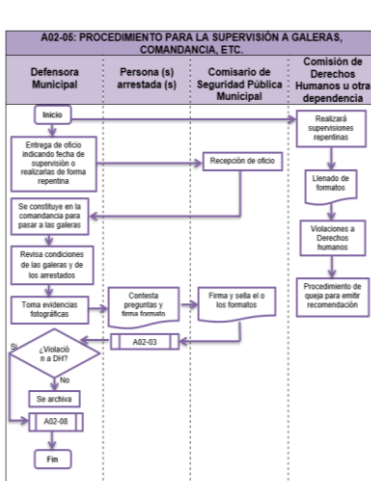 A02-05: PROCEDIMIENTO PARA LA SUPERVISIÓN A GALERAS,
COMANDANCIA, ETC.
Defensora
Municipal
Persona (s)
arrestada (s)
Comisario de
Seguridad Pública
Municipal
Comisión de
Derechos
Humanos u otra
dependencia
Inicio
Realizará
supervisiones
repentinas
Entrega de oficio
indicando fecha de
supervisión o
realizarlas de forma
repentina
Recepción de oficio
Llenado de
formatos
Se constituye en la
comandancia para
pasar a las galeras
Violaciones a
Derechos
humanos
Revisa condiciones
de las galeras y de
los arrestados
Procedimiento de
queja para emitir
recomendación
Toma evidencias
fotográficas
Contesta
preguntas y
firma formato
Firma y sella el o
los formatos
A02-03
Si
¿Violació
n a DH?
No
Se archiva
A02-08
Fin